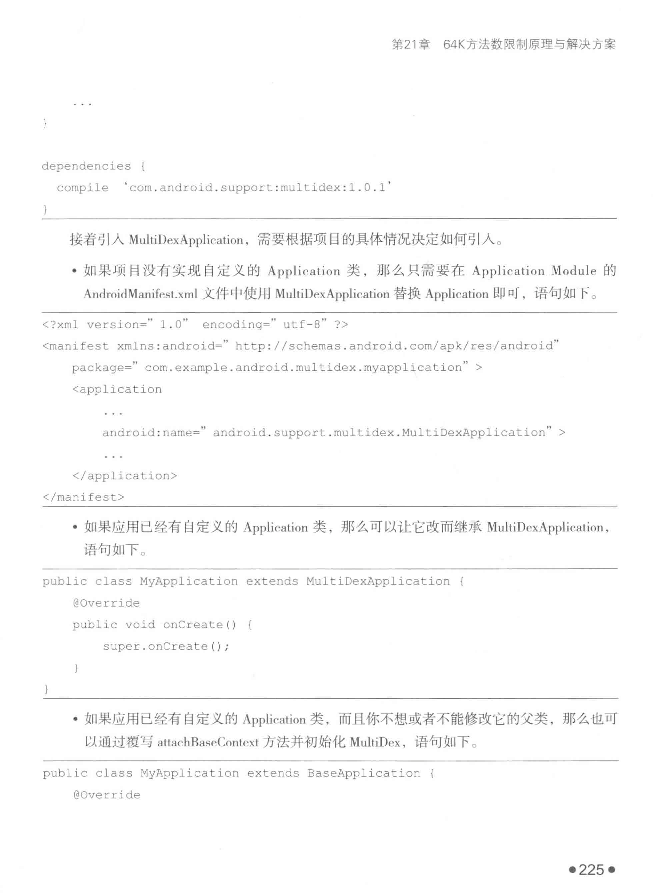 第21章 64K方法数限制原理与解决方案
...
}
dependencies {
compile 'com.android.support:multidex:1.0.1'
}
接着引入 MultiDexApplication，需要根据项目的具体情况决定如何引入。
• 如果项目没有实现自定义的 Application 类，那么只需要在 Application Module 的
AndroidManifest.xml 文件中使用 MultiDexApplication 替换 Application 即可，语句如下。
<?xml version=" 1.0" encoding=" utf-8" ?>
<manifest xmlns:android=" http://schemas.android.com/apk/res/android"
package=" com.example.android.multidex.myapplication" >
<application
...
android:name=" android.support.multidex.MultiDexApplication" >
...
</application>
</manifest>
• 如果应用已经有自定义的 Application 类，那么可以让它改而继承 MultiDexApplication，
语句如下。
public class MyApplication extends MultiDexApplication {
@Override
public void onCreate() {
super.onCreate();
}
}
• 如果应用已经有自定义的 Application 类，而且你不想或者不能修改它的父类，那么也可
以通过覆写 attachBaseContext 方法并初始化 MultiDex，语句如下。
public class MyApplication extends BaseApplication {
@Override
●225●